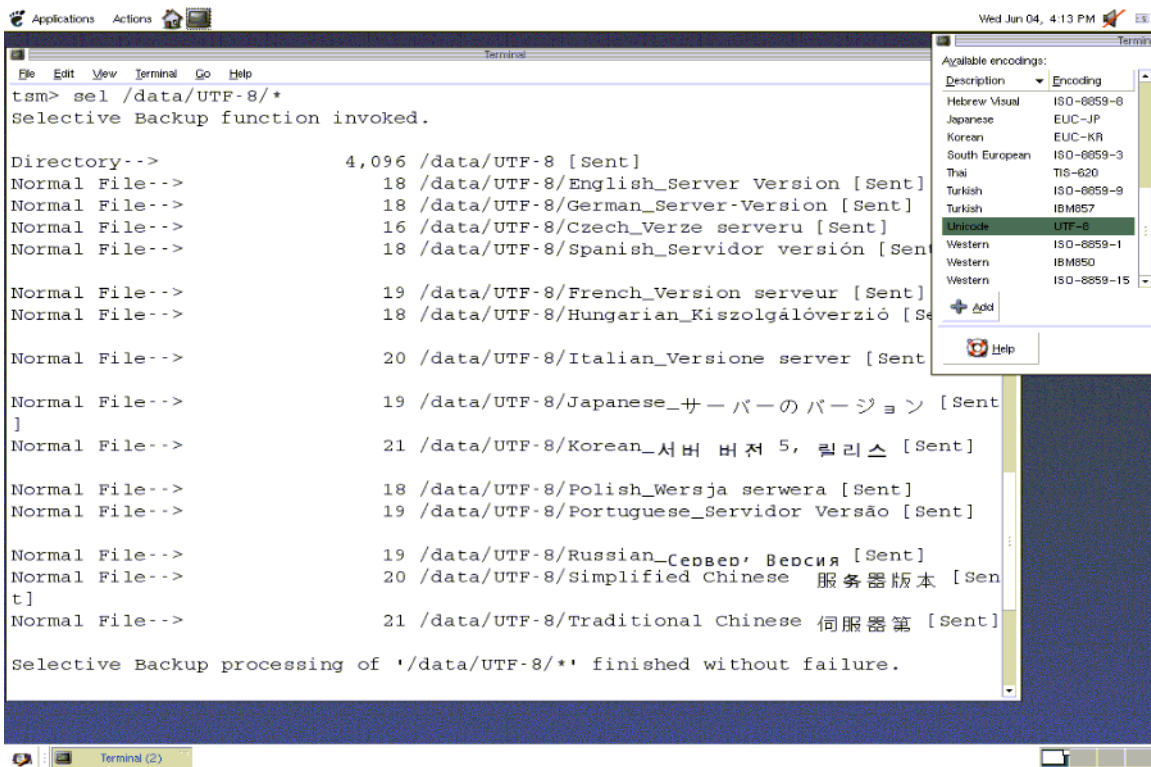 Applications Actions Wed Jun 04, 4:13 PM
Terminal
File Edit View Terminal Go Help
tsm> sel /data/UTF-8/*
Selective Backup function invoked.
Directory--> 4,096 /data/UTF-8 [Sent]
Normal File--> 18 /data/UTF-8/English_Server Version [Sent]
Normal File--> 18 /data/UTF-8/German_Server-Version [Sent]
Normal File--> 16 /data/UTF-8/Czech_Verze serveru [Sent]
Normal File--> 18 /data/UTF-8/Spanish_Servidor versión [Sent
Normal File--> 19 /data/UTF-8/French_Version serveur [Sent]
Normal File--> 18 /data/UTF-8/Hungarian_Kiszolgálóverzió [Se
Normal File--> 20 /data/UTF-8/Italian_Versione server [Sent
Normal File--> 19 /data/UTF-8/Japanese_サーバーのバージョン [Sent
]
Normal File--> 21 /data/UTF-8/Korean_서버 버전 5, 릴리스 [Sent]
Normal File--> 18 /data/UTF-8/Polish_Wersja serwera [Sent]
Normal File--> 19 /data/UTF-8/Portuguese_Servidor Versão [Sent]
Normal File--> 19 /data/UTF-8/Russian_Сервер, Версия [Sent]
Normal File--> 20 /data/UTF-8/Simplified Chinese 服务器版本 [Sen
t]
Normal File--> 21 /data/UTF-8/Traditional Chinese 伺服器第 [Sent]
Selective Backup processing of '/data/UTF-8/*' finished without failure.
Termin
Available encodings:
Description Encoding
Hebrew Visual ISO-8859-8
Japanese EUC-JP
Korean EUC-KR
South European ISO-8859-3
Thai TIS-620
Turkish ISO-8859-9
Turkish IBM857
Unicode UTF-8
Western ISO-8859-1
Western IBM850
Western ISO-8859-15
Add
Help
Terminal (2)